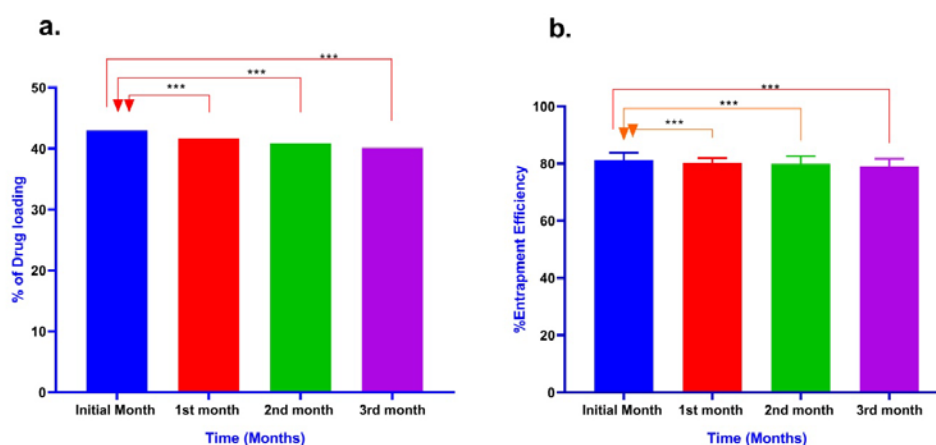 a.
***
***
***
% of Drug loading
50
40
30
20
10
0
Initial Month 1st month 2nd month 3rd month
Time (Months)
b.
***
***
***
%Entrapment Efficiency
100
80
60
40
20
0
Initial Month 1st month 2nd month 3rd month
Time (Months)